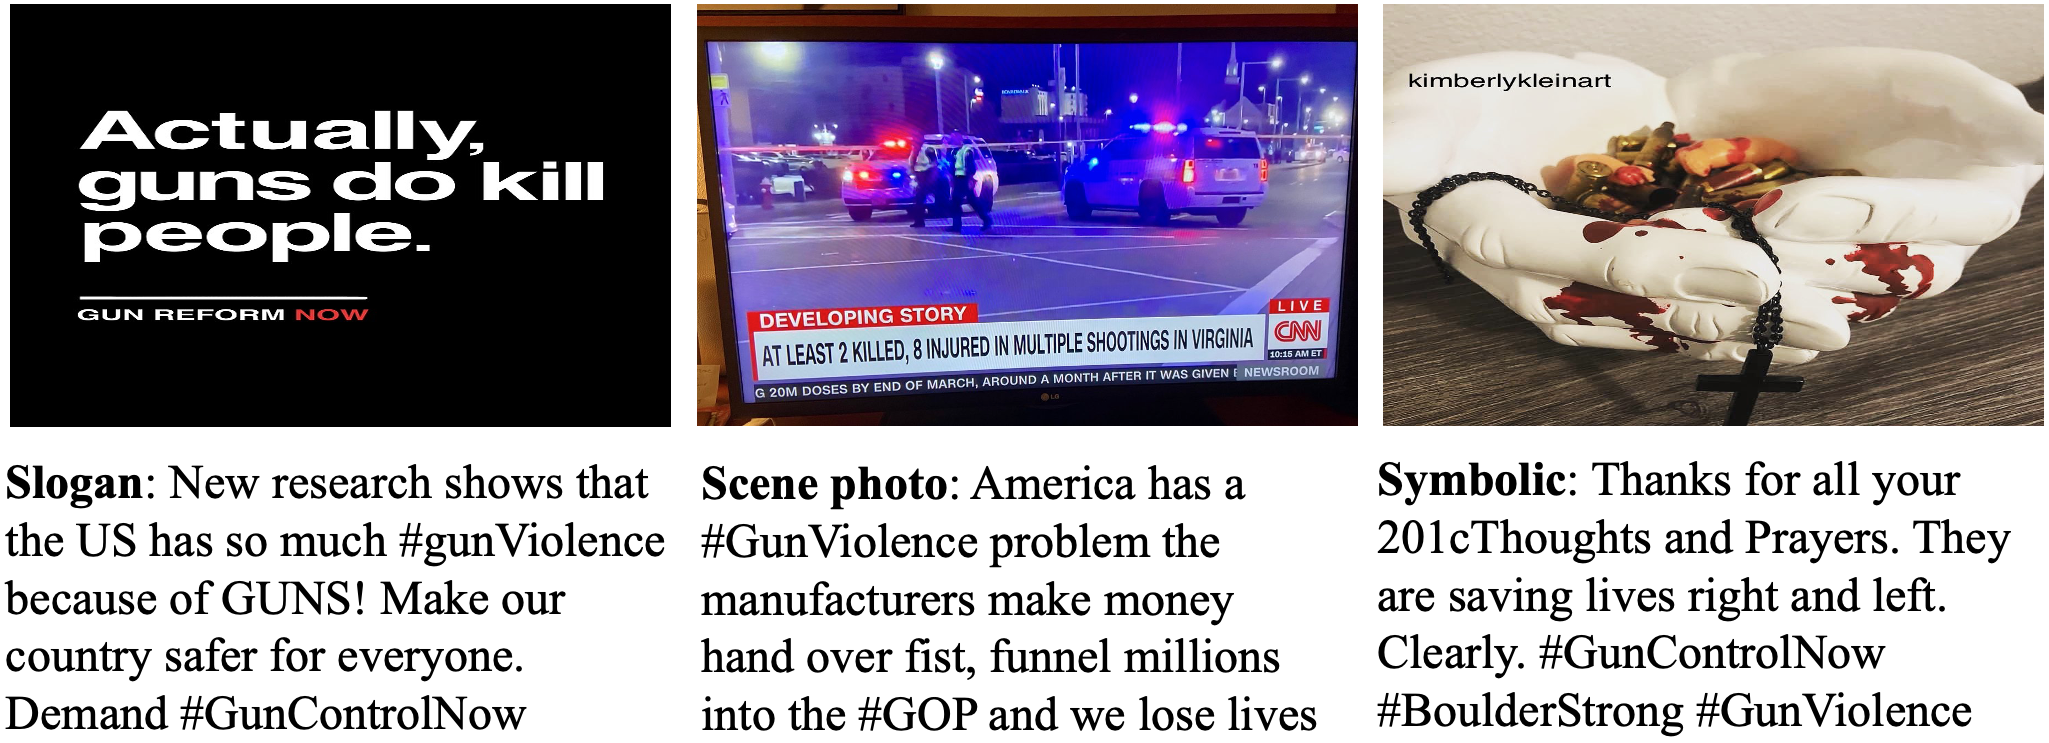 Actually,
guns do kill
people.
GUN REFORM NOW
DEVELOPING STORY
AT LEAST 2 KILLED, 8 INJURED IN MULTIPLE SHOOTINGS IN VIRGINIA
LIVE
CNN
10:15 AM ET
G 20M DOSES BY END OF MARCH, AROUND A MONTH AFTER IT WAS GIVEN
NEWSROOM
LG
kimberlykleinart
Slogan: New research shows that
the US has so much #gunViolence
because of GUNS! Make our
country safer for everyone.
Demand #GunControlNow
Scene photo: America has a
#GunViolence problem the
manufacturers make money
hand over fist, funnel millions
into the #GOP and we lose lives
Symbolic: Thanks for all your
201cThoughts and Prayers. They
are saving lives right and left.
Clearly. #GunControlNow
#BoulderStrong #GunViolence